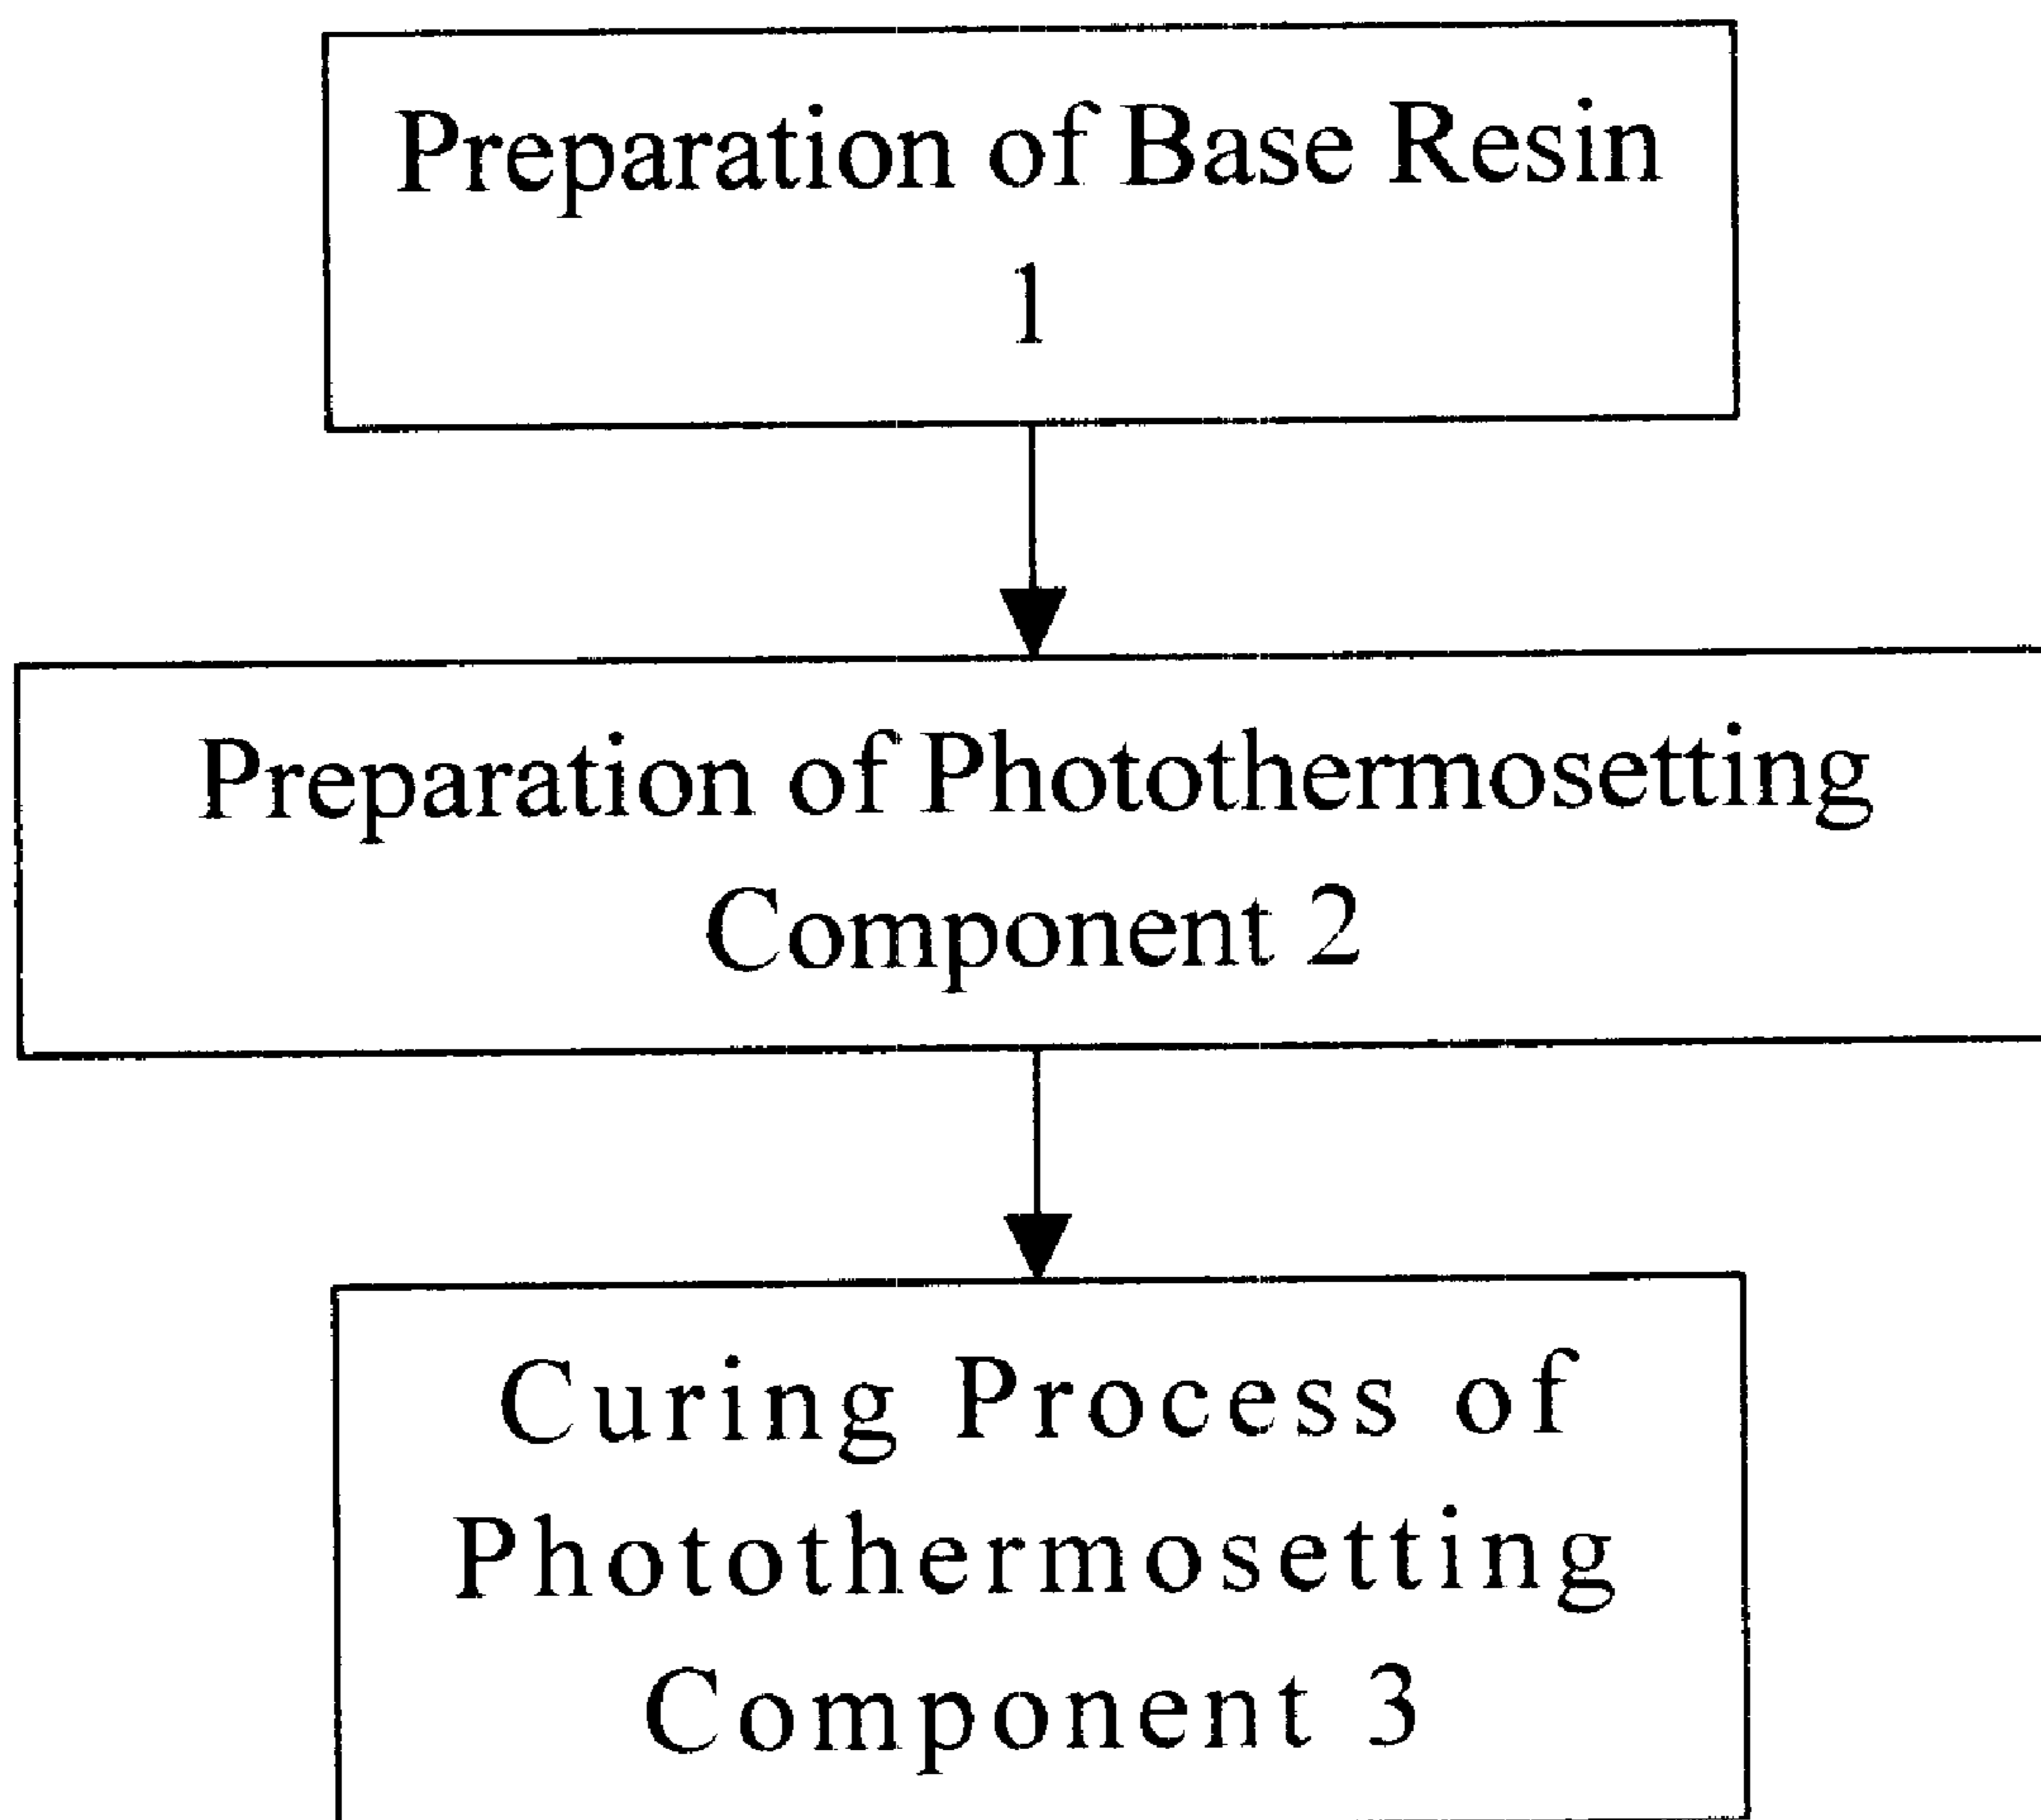 Preparation of Base Resin
1
Preparation of Photothermosetting
Component 2
Curing Process of
Photothermosetting
Component 3